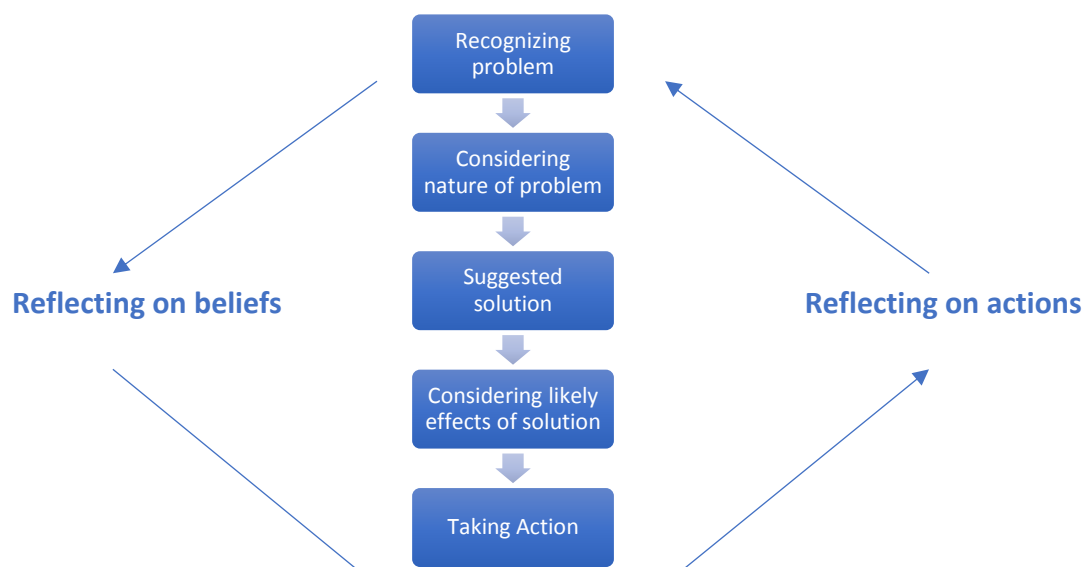 Recognizing
problem
Considering
nature of problem
Suggested
solution
Reflecting on beliefs
Reflecting on actions
Considering likely
effects of solution
Taking Action